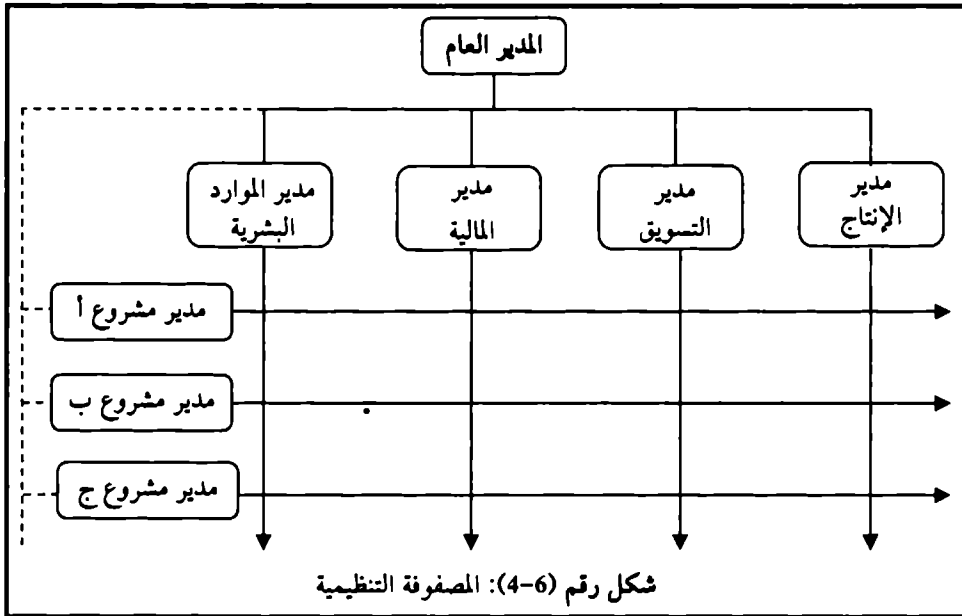 المدير العام
مدير
الإنتاج
مدير
التسويق
مدير
المالية
مدير الموارد
البشرية
مدير مشروع أ
مدير مشروع ب
مدير مشروع ج
شكل رقم (6-4): المصفوفة التنظيمية